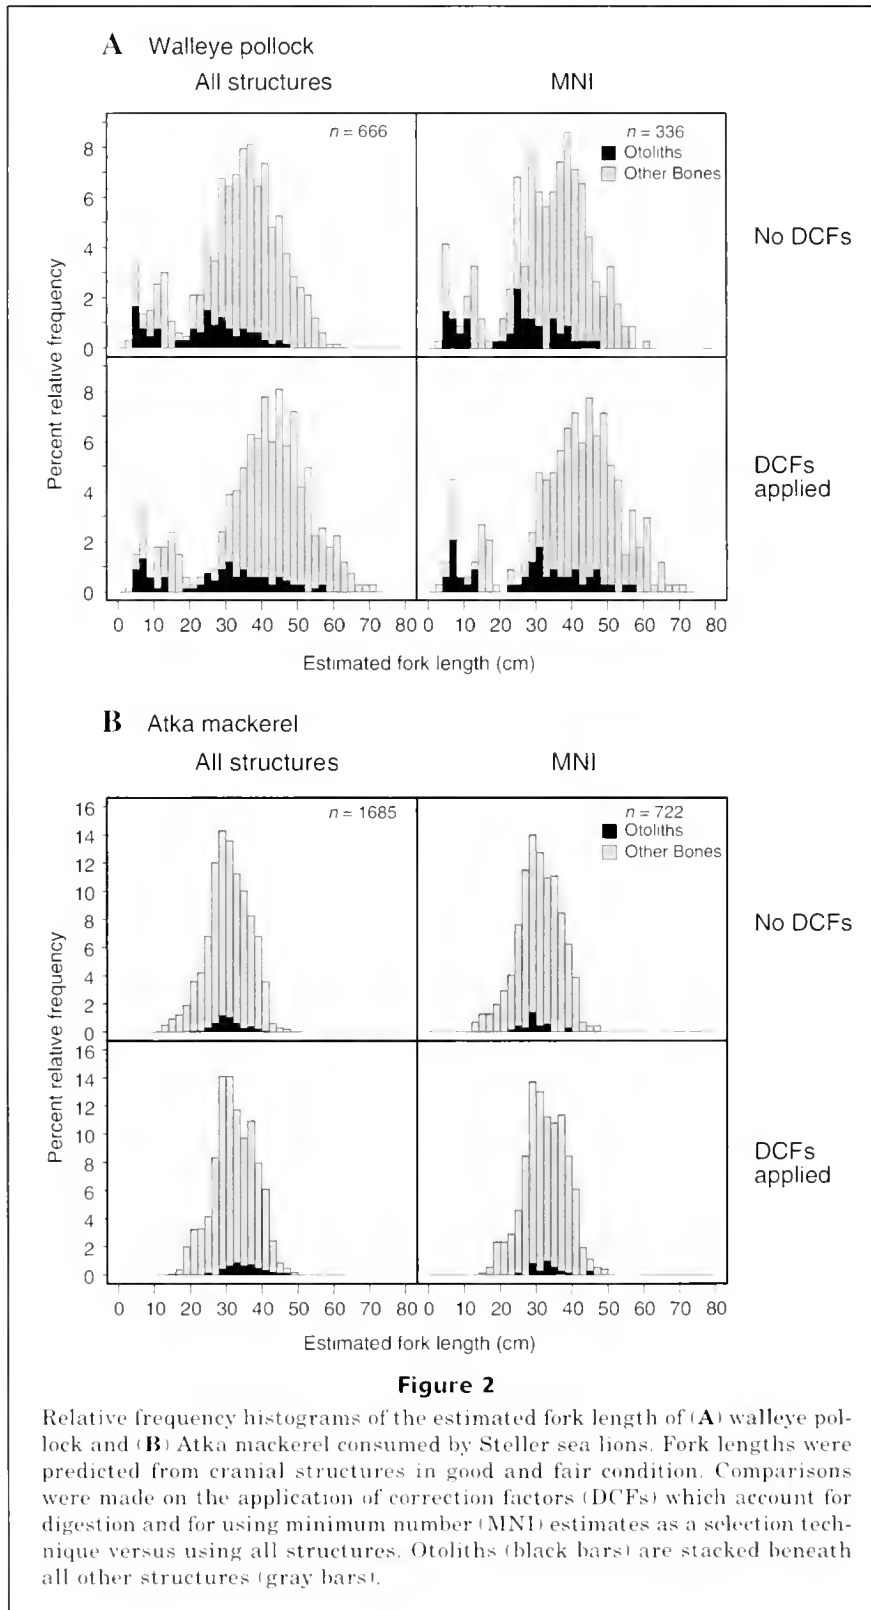 A Walleye pollock
All structures MNI
n = 666
n = 336
Otoliths
Other Bones
No DCFs
8
6
4
2
0
DCFs
applied
8
6
4
2
0
Percent relative frequency
0 10 20 30 40 50 60 70 80 0 10 20 30 40 50 60 70 80
Estimated fork length (cm)
B Atka mackerel
All structures MNI
n = 1685
n = 722
Otoliths
Other Bones
No DCFs
16
14
12
10
8
6
4
2
0
DCFs
applied
16
14
12
10
8
6
4
2
0
Percent relative frequency
0 10 20 30 40 50 60 70 80 0 10 20 30 40 50 60 70 80
Estimated fork length (cm)
Figure 2
Relative frequency histograms of the estimated fork length of (A) walleye pol-
lock and (B) Atka mackerel consumed by Steller sea lions. Fork lengths were
predicted from cranial structures in good and fair condition. Comparisons
were made on the application of correction factors (DCFs) which account for
digestion and for using minimum number (MNI) estimates as a selection tech-
nique versus using all structures. Otoliths (black bars) are stacked beneath
all other structures (gray bars).